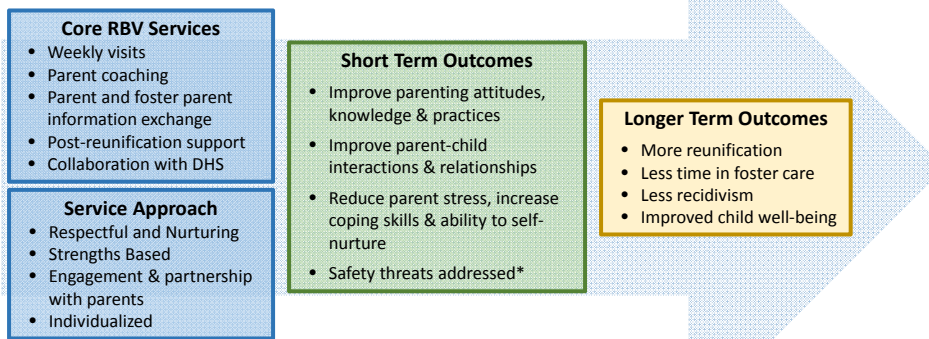 Core RBV Services
• Weekly visits
• Parent coaching
• Parent and foster parent
information exchange
• Post-reunification support
• Collaboration with DHS
Service Approach
• Respectful and Nurturing
• Strengths Based
• Engagement & partnership
with parents
• Individualized
Short Term Outcomes
• Improve parenting attitudes,
knowledge & practices
• Improve parent-child
interactions & relationships
• Reduce parent stress, increase
coping skills & ability to self-
nurture
• Safety threats addressed*
Longer Term Outcomes
• More reunification
• Less time in foster care
• Less recidivism
• Improved child well-being